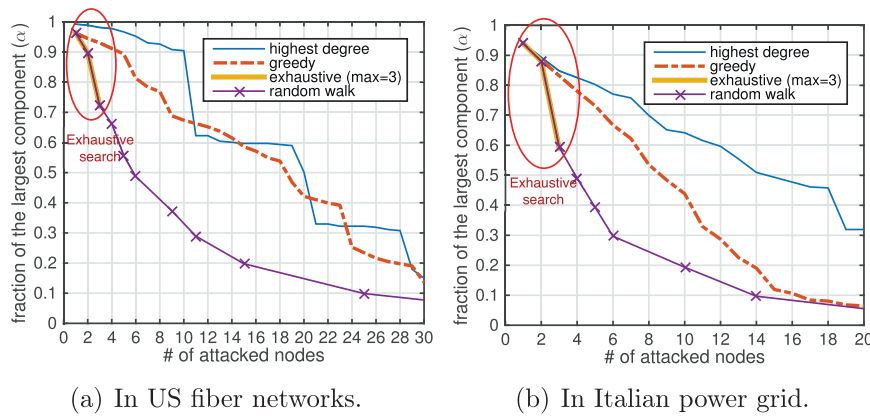 fraction of the largest component (α)
1
0.9
0.8
0.7
0.6
0.5
0.4
0.3
0.2
0.1
0
highest degree
greedy
exhaustive (max=3)
random walk
Exhaustive
search
0 2 4 6 8 10 12 14 16 18 20 22 24 26 28 30
# of attacked nodes
(a) In US fiber networks.
fraction of the largest component (α)
1
0.9
0.8
0.7
0.6
0.5
0.4
0.3
0.2
0.1
0
highest degree
greedy
exhaustive (max=3)
random walk
Exhaustive
search
0 2 4 6 8 10 12 14 16 18 20
# of attacked nodes
(b) In Italian power grid.